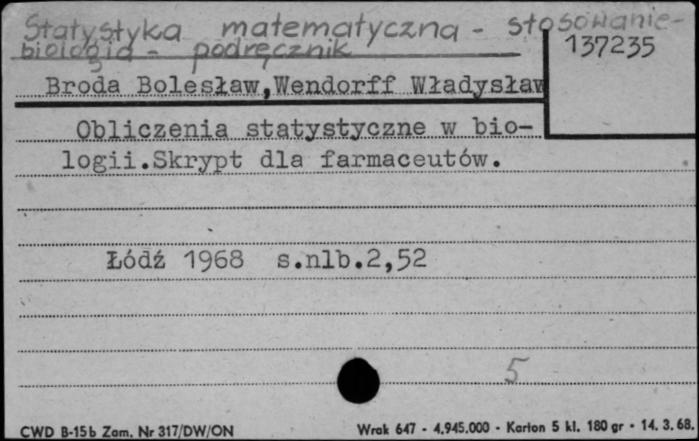 Statystyka matematyczna - stosowanie-
biologia - podręcznik
137235
Broda Bolesław,Wendorff Władysław
Obliczenia statystyczne w bio-
logii.Skrypt dla farmaceutów.
Łódź 1968 s.nlb.2,52
5
CWD B-15b Zam. Nr 317/DW/ON Wrak 647 - 4.945.000 - Karton 5 kl. 180 gr - 14. 3. 68.